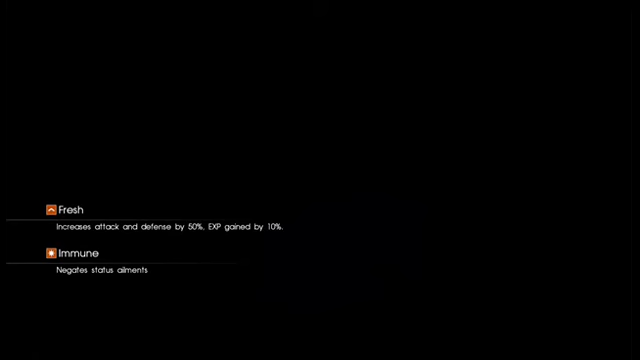 Fresh
Increases attack and defense by 50%, EXP gained by 10%.
Immune
Negates status ailments